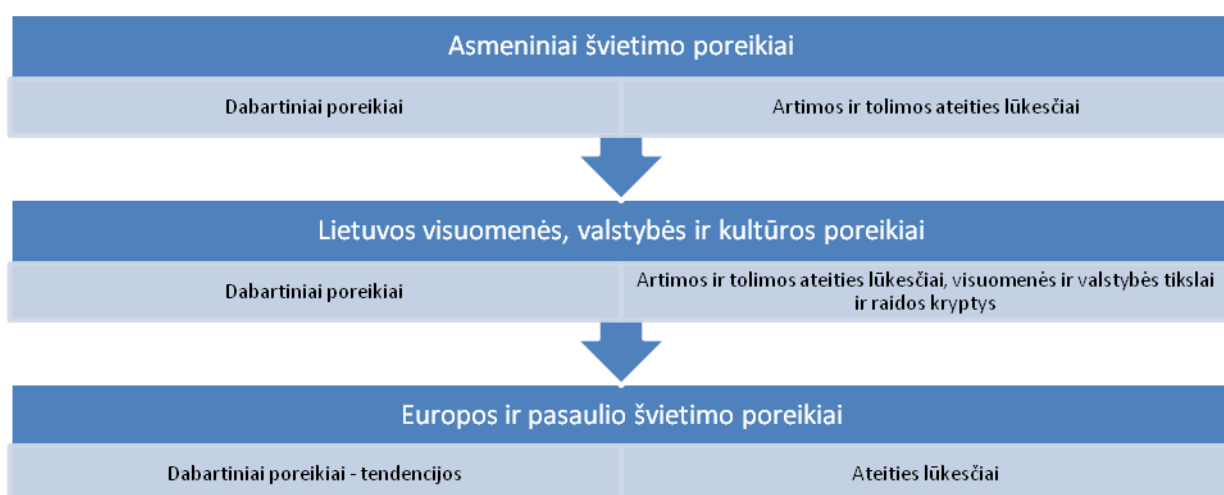 Asmeniniai švietimo poreikiai
Dabartiniai poreikiai
Artimos ir tolimos ateities lūkesčiai
Lietuvos visuomenės, valstybės ir kultūros poreikiai
Dabartiniai poreikiai
Artimos ir tolimos ateities lūkesčiai, visuomenės ir valstybės tikslai
ir raidos kryptys
Europos ir pasaulio švietimo poreikiai
Dabartiniai poreikiai - tendencijos
Ateities lūkesčiai